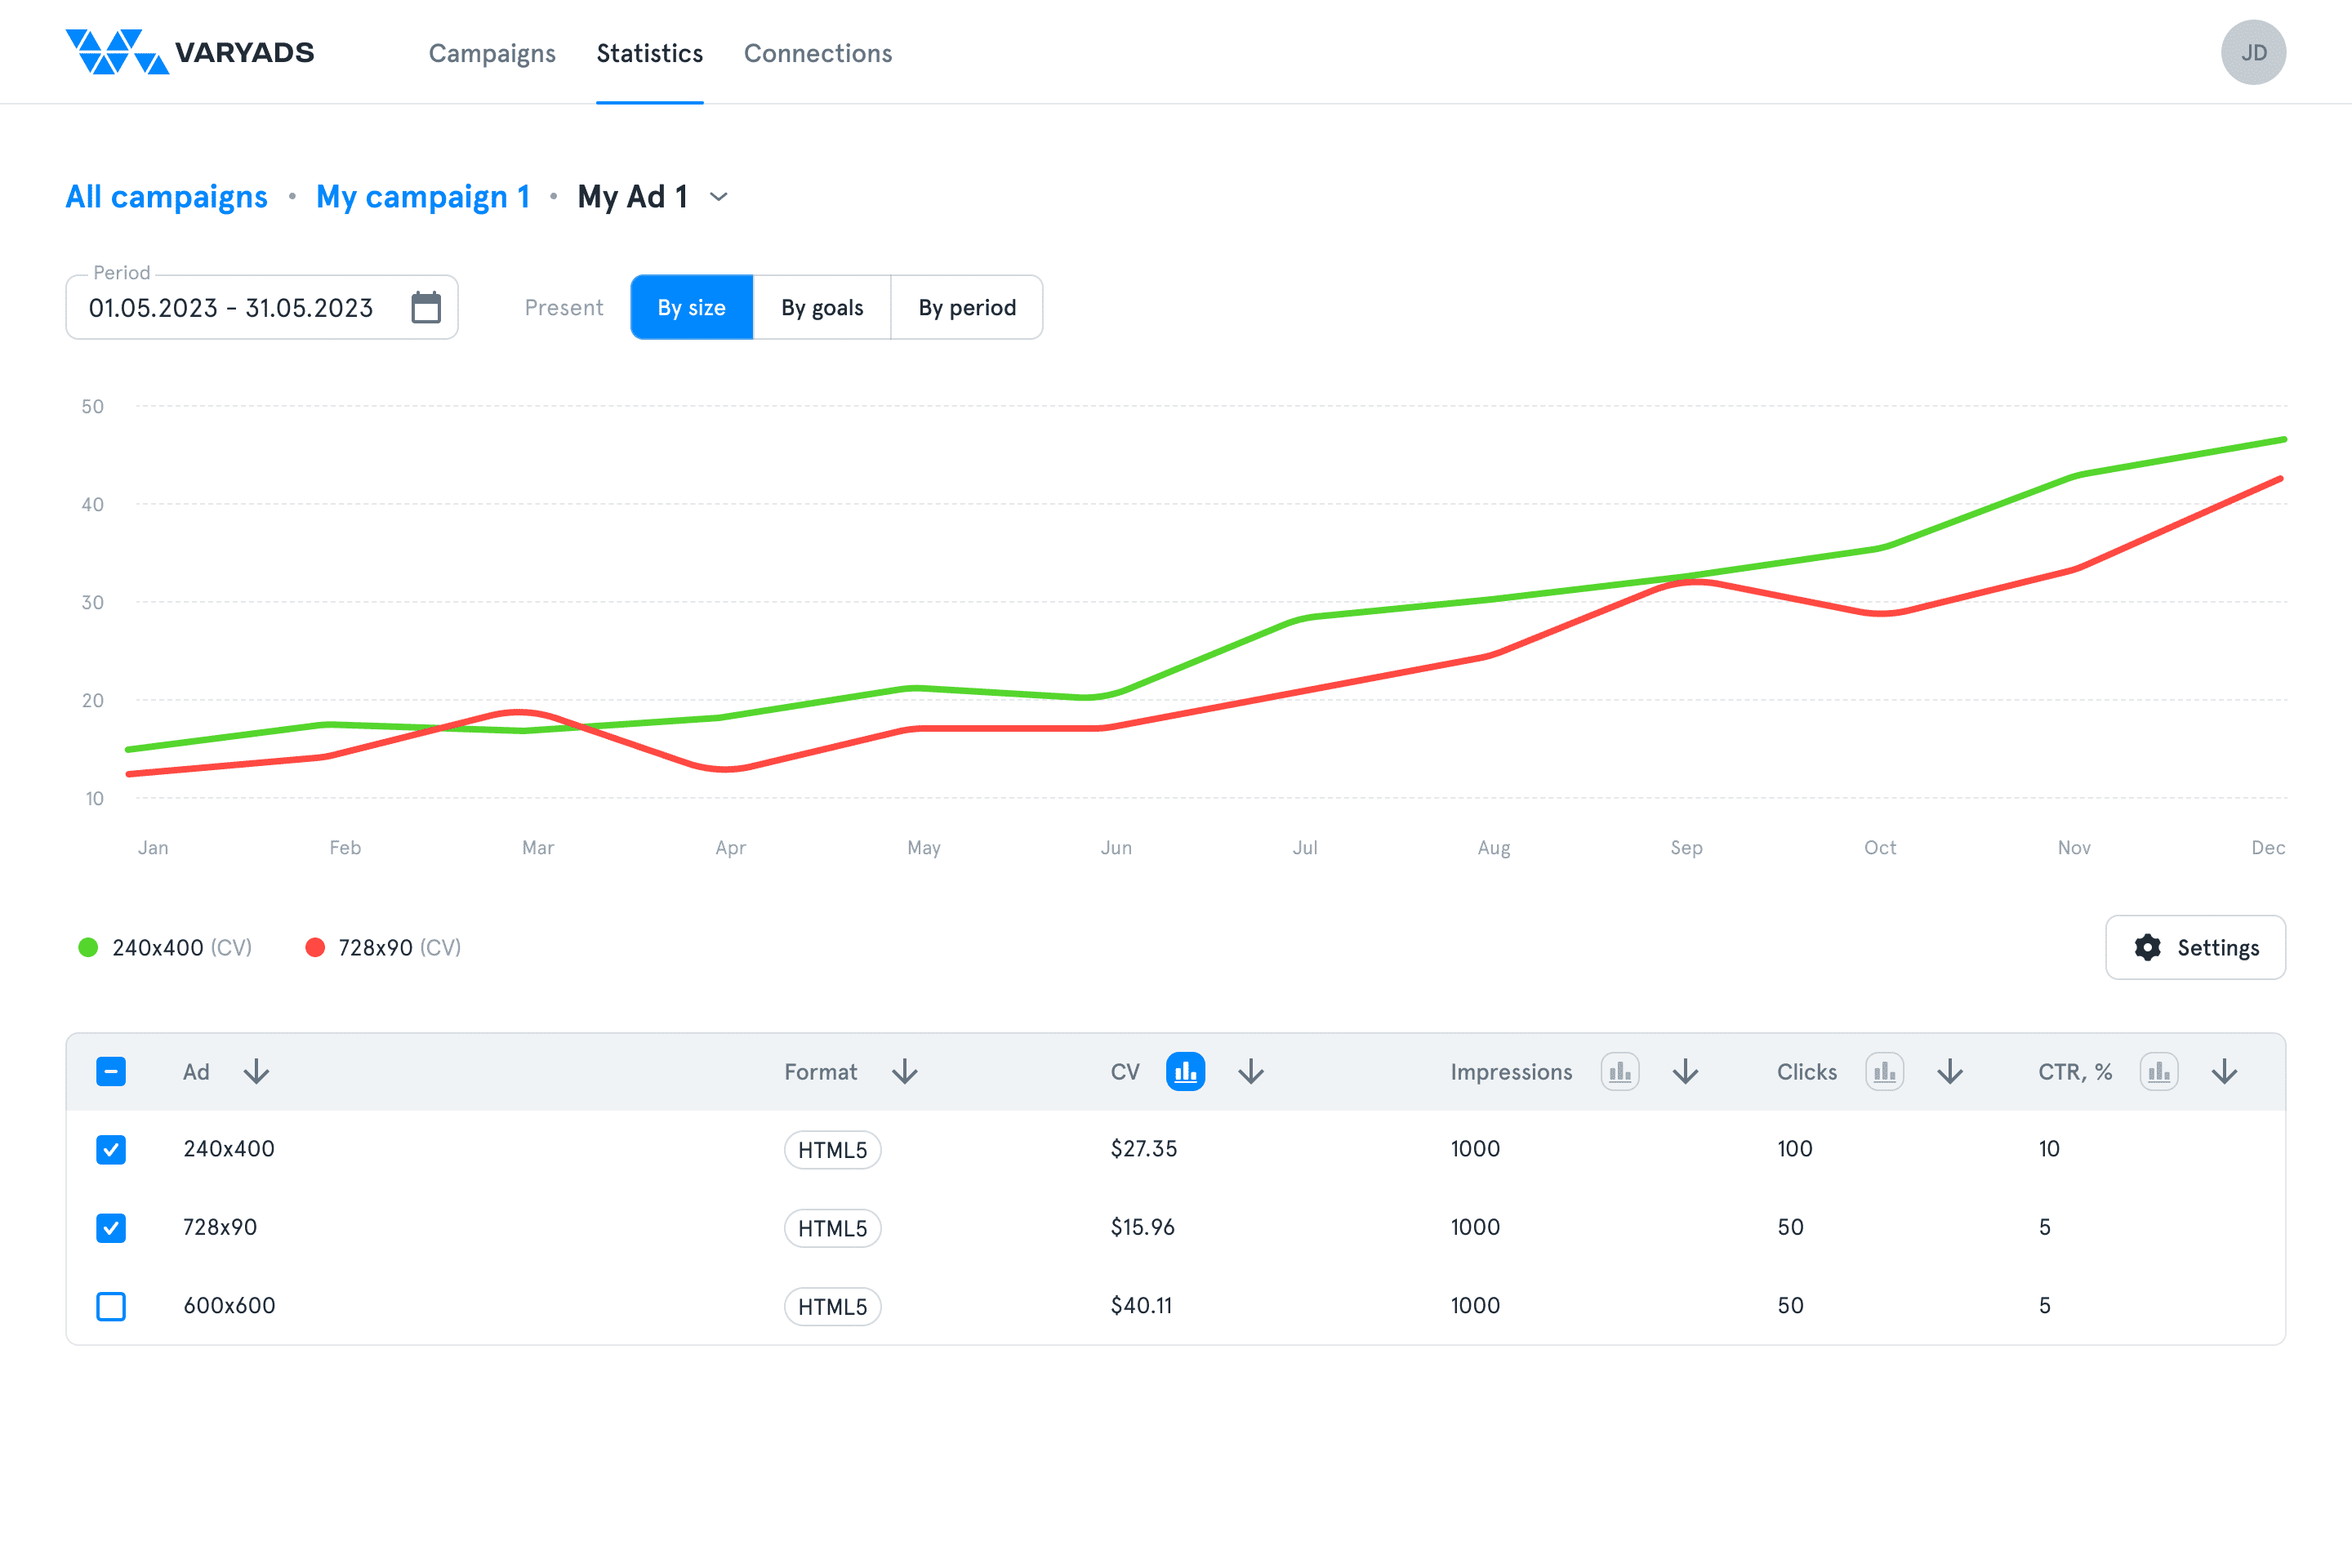 VARYADS Campaigns Statistics Connections JD
All campaigns • My campaign 1 • My Ad 1
Period
01.05.2023 - 31.05.2023 Present By size By goals By period
50
40
30
20
10
Jan Feb Mar Apr May Jun Jul Aug Sep Oct Nov Dec
240x400 (CV) 728x90 (CV) Settings
Ad Format CV Impressions Clicks CTR, %
240x400 HTML5 $27.35 1000 100 10
728x90 HTML5 $15.96 1000 50 5
600x600 HTML5 $40.11 1000 50 5